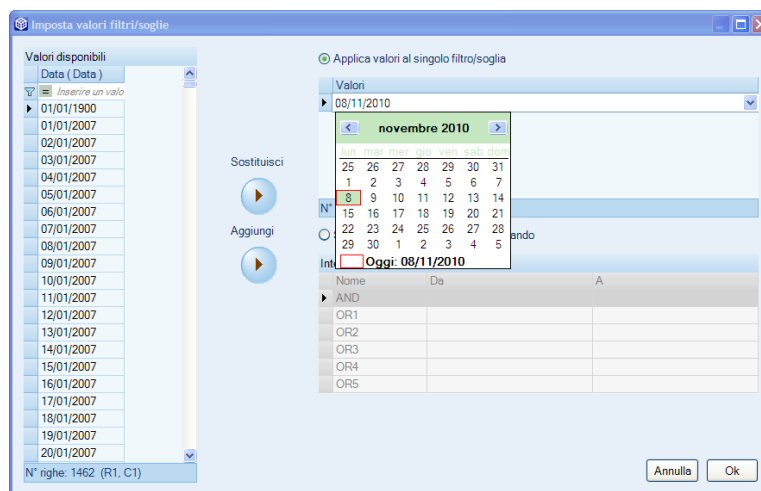 Imposta valori filtri/soglie
Valori disponibili
Data ( Data )
= Inserire un valo
01/01/1900
01/01/2007
02/01/2007
03/01/2007
04/01/2007
05/01/2007
06/01/2007
07/01/2007
08/01/2007
09/01/2007
10/01/2007
11/01/2007
12/01/2007
13/01/2007
14/01/2007
15/01/2007
16/01/2007
17/01/2007
18/01/2007
19/01/2007
20/01/2007
N° righe: 1462 (R1, C1)
Sostituisci
Aggiungi
Applica valori al singolo filtro/soglia
Valori
08/11/2010
novembre 2010
lun mar mer gio ven sab dom
25 26 27 28 29 30 31
1 2 3 4 5 6 7
8 9 10 11 12 13 14
15 16 17 18 19 20 21
22 23 24 25 26 27 28
29 30 1 2 3 4 5
Oggi: 08/11/2010
N°
ando
Inte
Nome Da A
AND
OR1
OR2
OR3
OR4
OR5
Annulla Ok